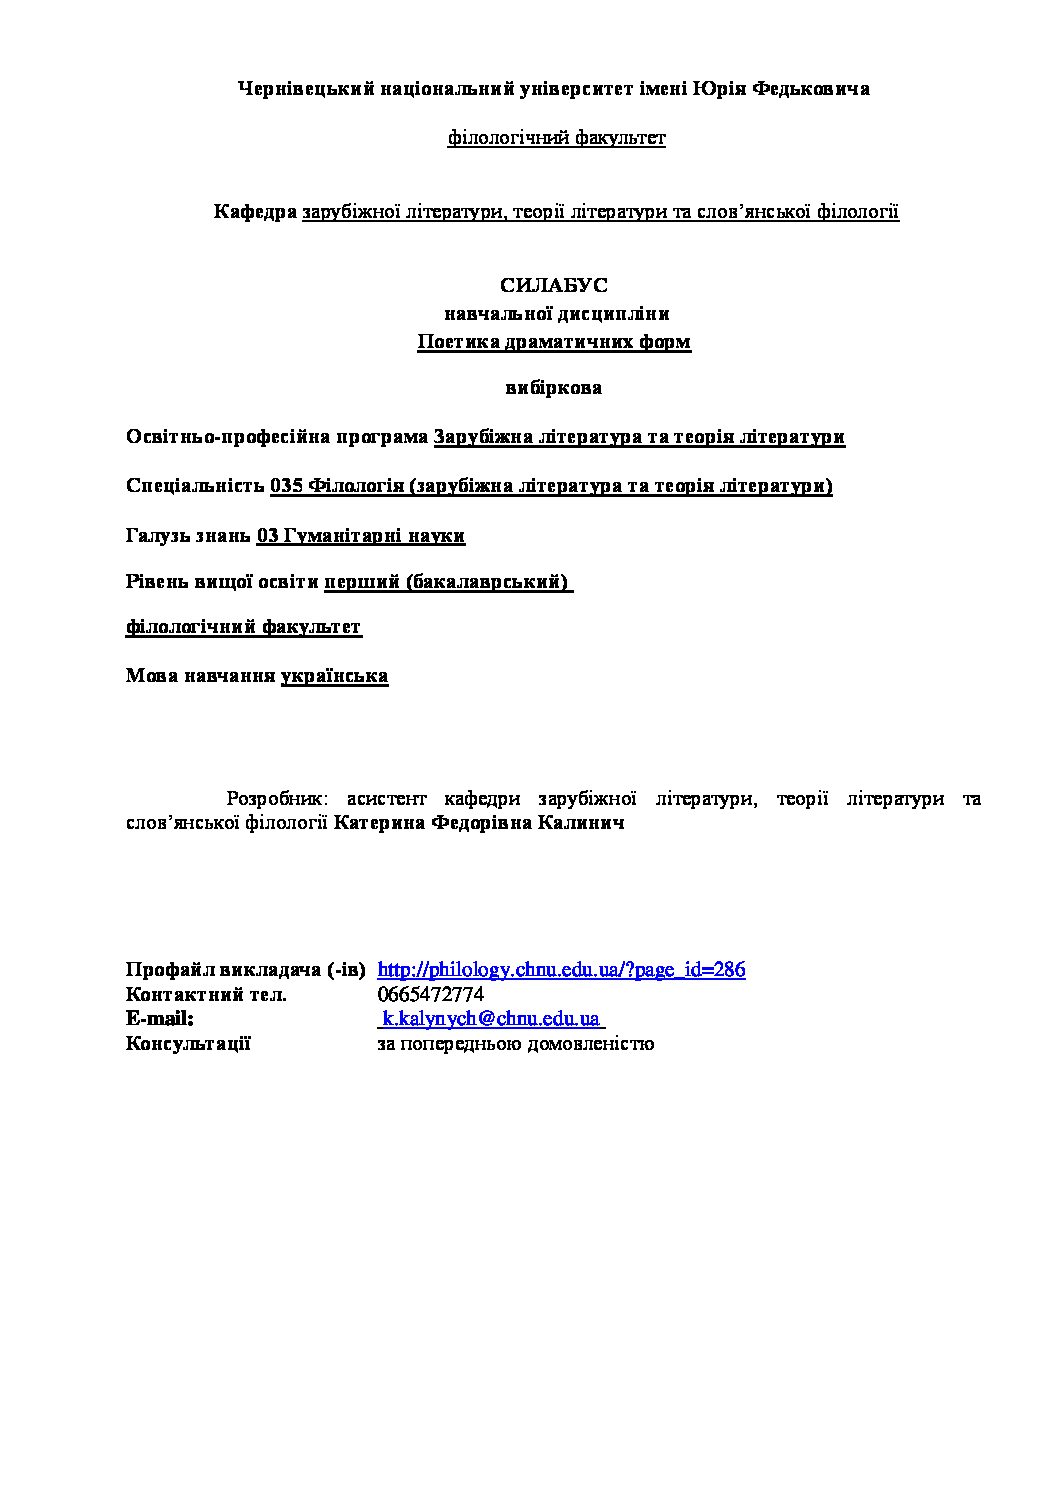 Чернівецький національний університет імені Юрія Федьковича
філологічний факультет
Кафедра зарубіжної літератури, теорії літератури та слов’янської філології
СИЛАБУС
навчальної дисципліни
Поетика драматичних форм
вибіркова
Освітньо-професійна програма Зарубіжна література та теорія літератури
Спеціальність 035 Філологія (зарубіжна література та теорія літератури)
Галузь знань 03 Гуманітарні науки
Рівень вищої освіти перший (бакалаврський)
філологічний факультет
Мова навчання українська
Розробник: асистент кафедри зарубіжної літератури, теорії літератури та
слов’янської філології Катерина Федорівна Калинич
Профайл викладача (-ів) http://philology.chnu.edu.ua/?page_id=286
Контактний тел. 0665472774
E-mail: k.kalynych@chnu.edu.ua
Консультації за попередньою домовленістю